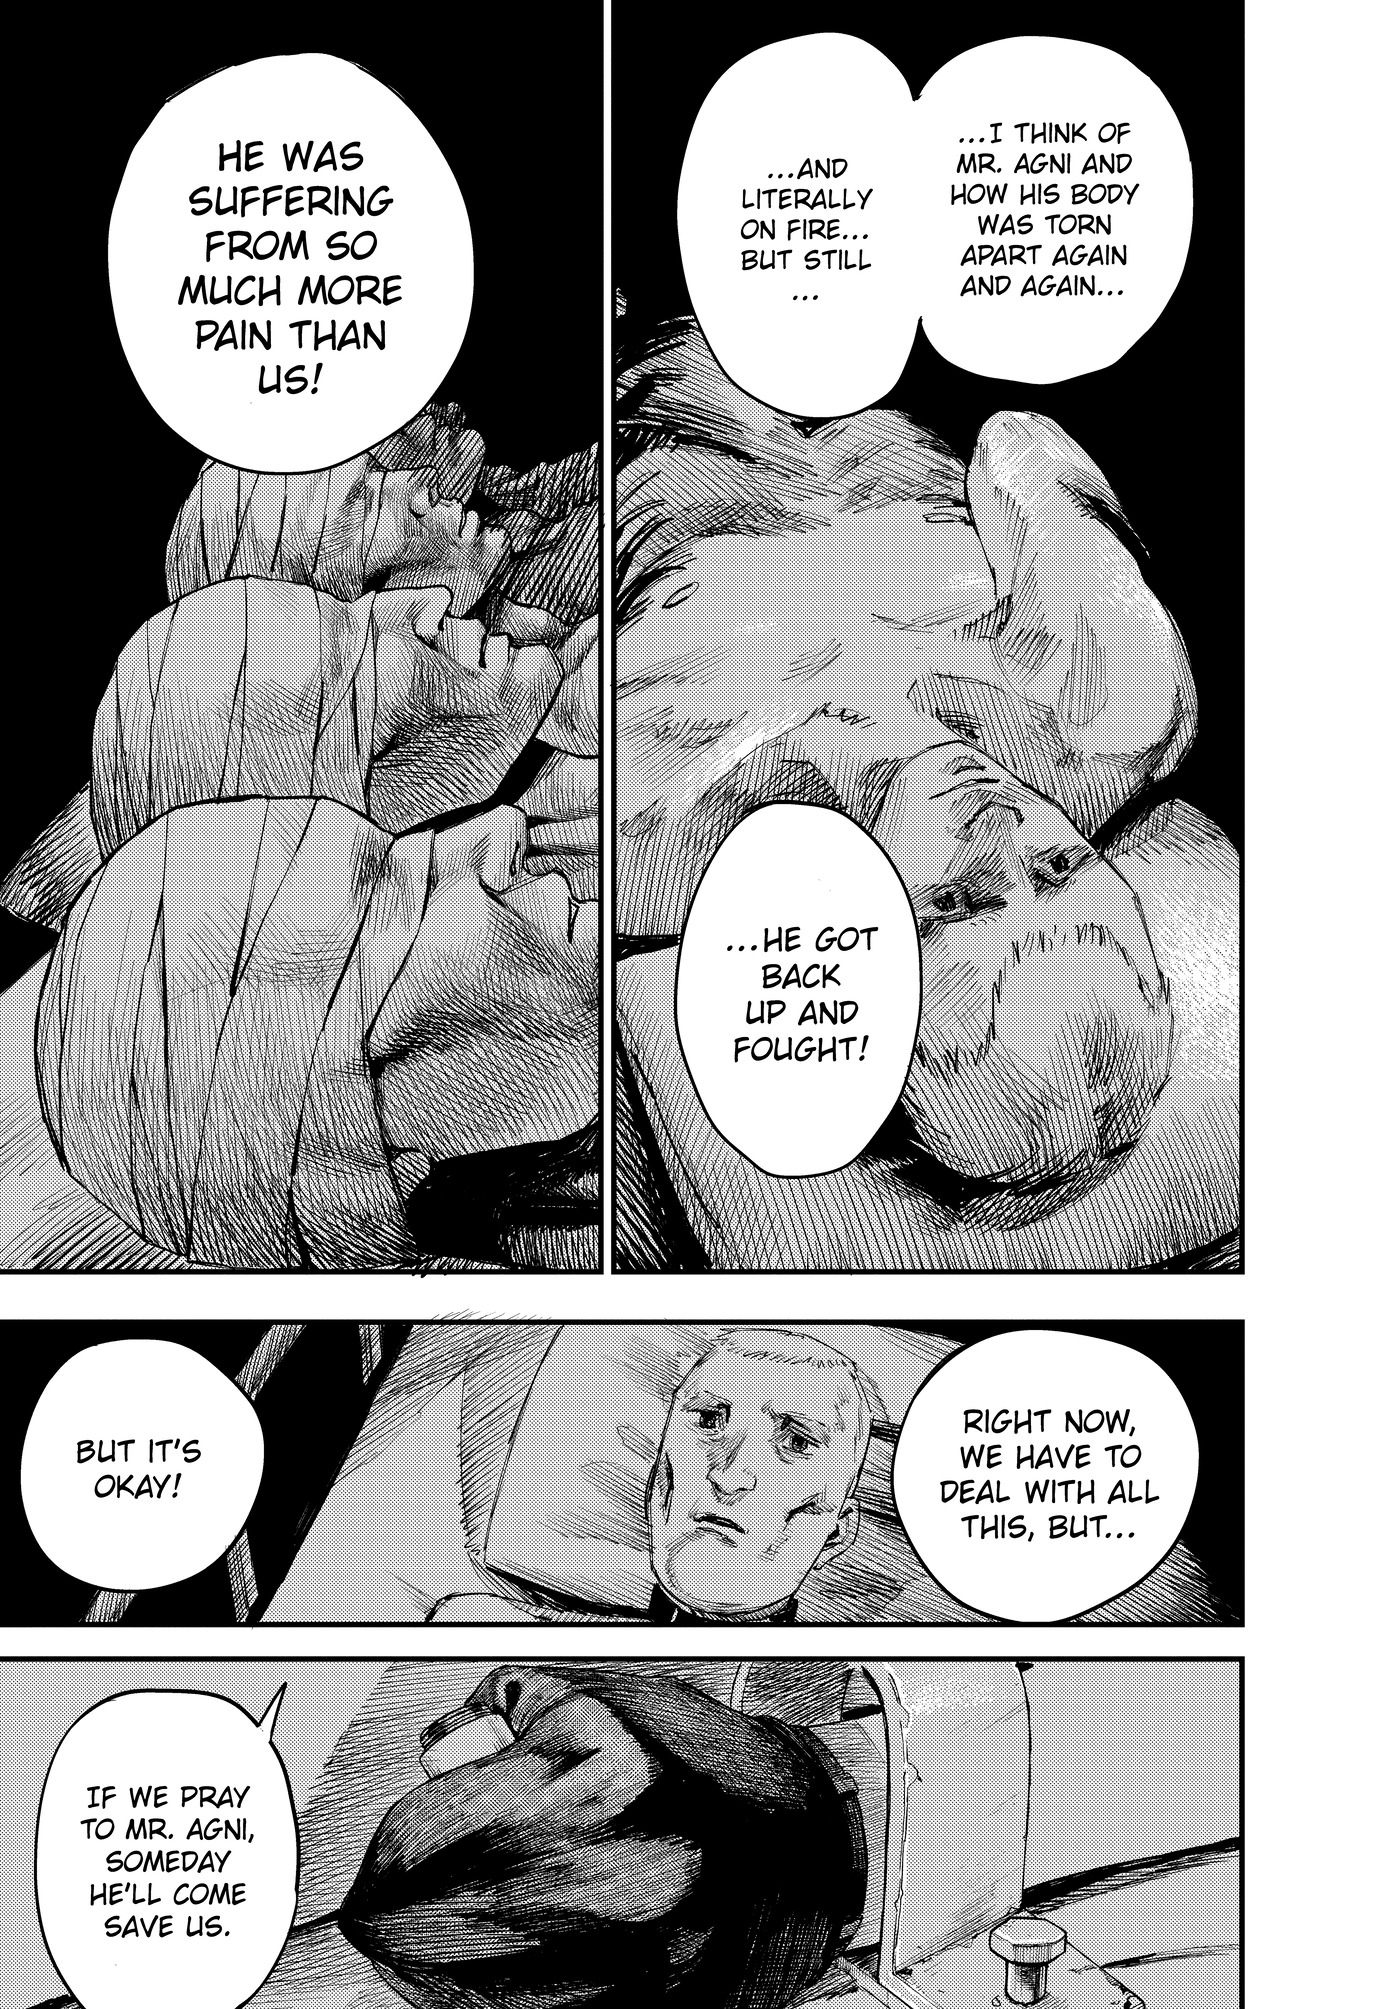 ...I THINK OF
MR. AGNI AND
HOW HIS BODY
WAS TORN
APART AGAIN
AND AGAIN...
...AND
LITERALLY
ON FIRE...
BUT STILL
...
...HE GOT
BACK
UP AND
FOUGHT!
HE WAS
SUFFERING
FROM SO
MUCH MORE
PAIN THAN
US!
RIGHT NOW,
WE HAVE TO
DEAL WITH ALL
THIS, BUT...
BUT IT'S
OKAY!
IF WE PRAY
TO MR. AGNI,
SOMEDAY
HE'LL COME
SAVE US.